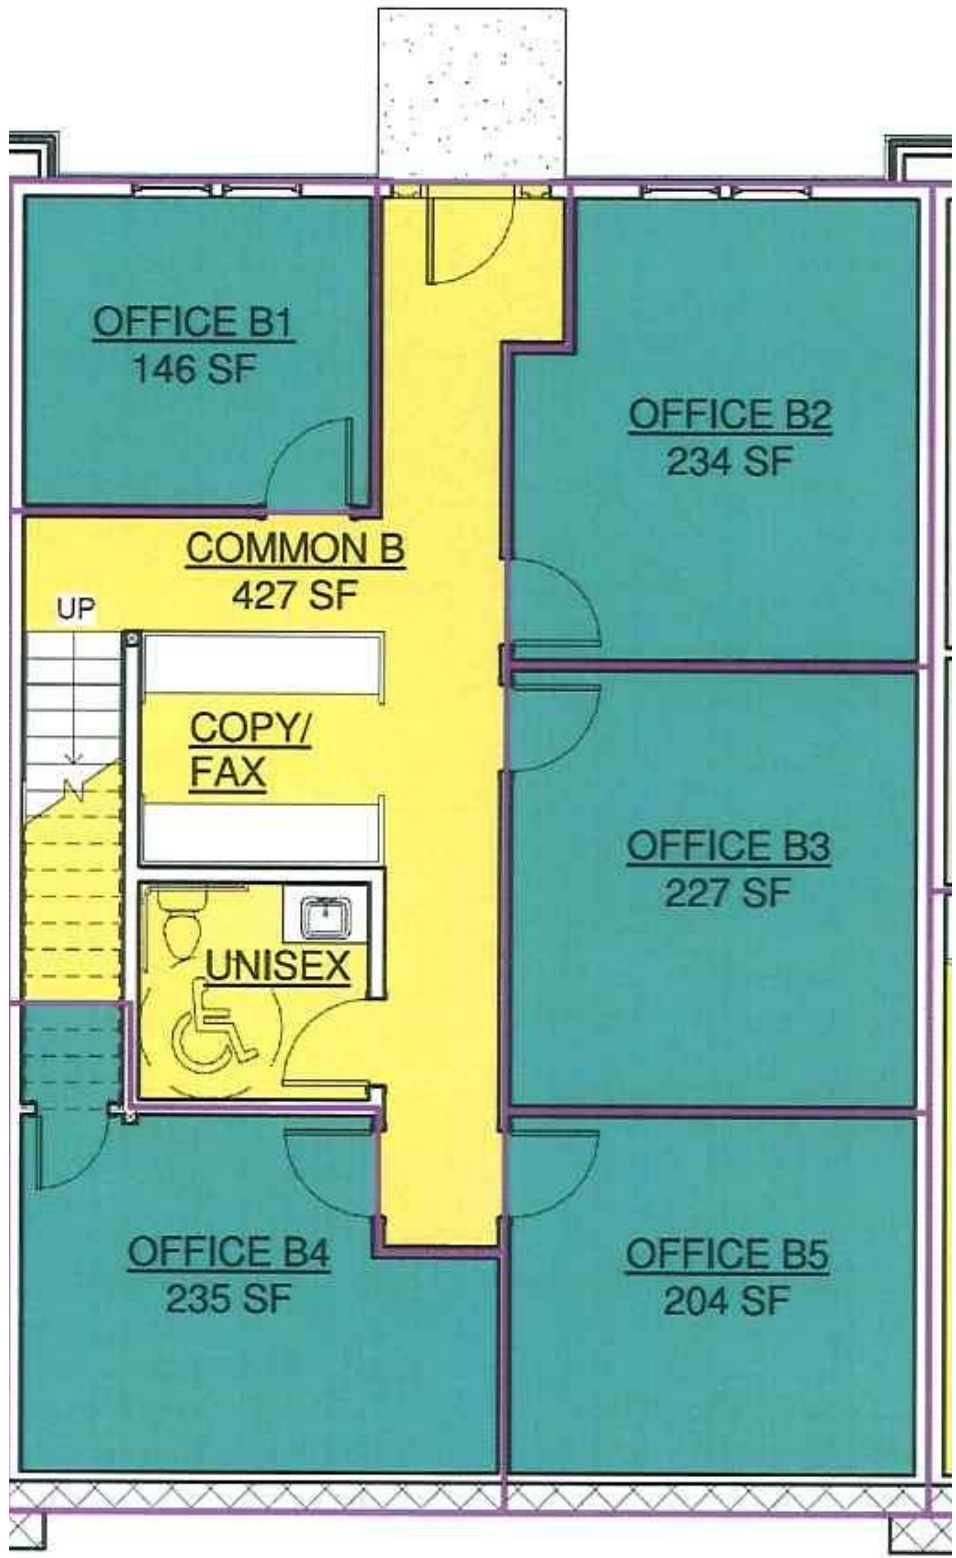 OFFICE B1
146 SF
OFFICE B2
234 SF
COMMON B
427 SF
UP
COPY/
FAX
OFFICE B3
227 SF
UNISEX
OFFICE B4
235 SF
OFFICE B5
204 SF